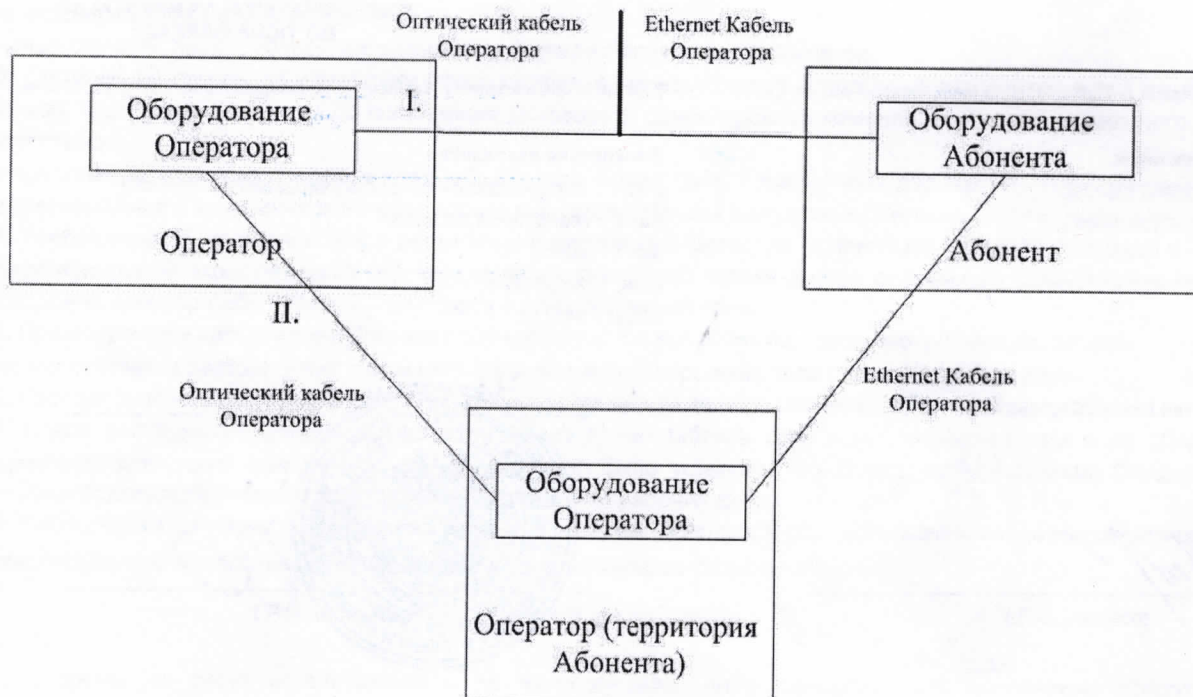 Оптический кабель
Оператора
Ethernet Кабель
Оператора
I.
Оборудование
Оператора
Оборудование
Абонента
Оператор
Абонент
II.
Оптический кабель
Оператора
Ethernet Кабель
Оператора
Оборудование
Оператора
Оператор (территория
Абонента)